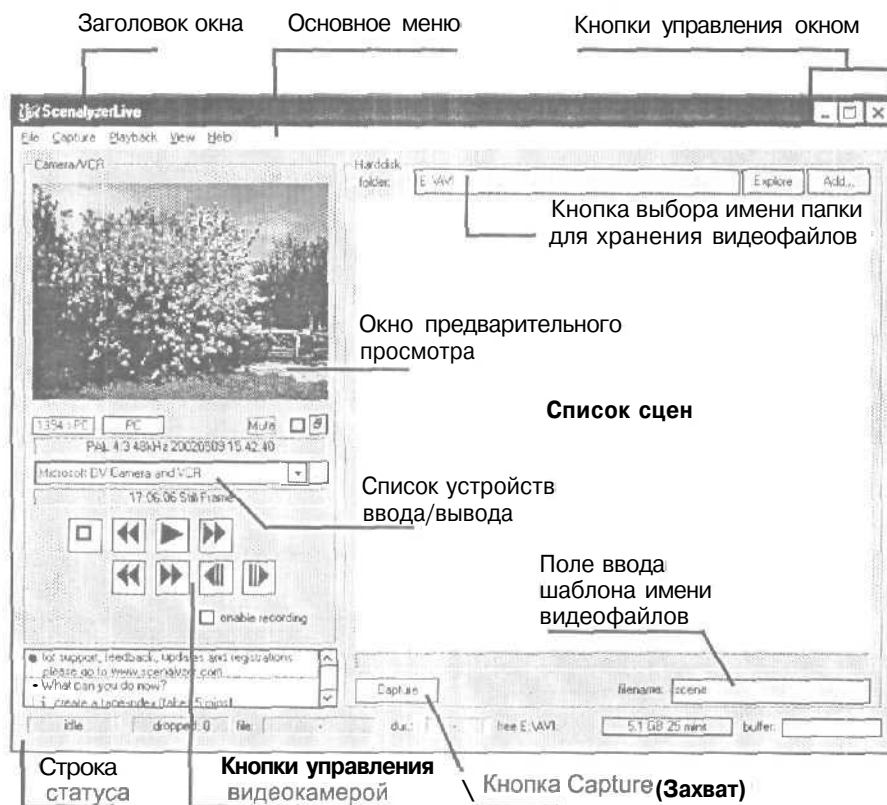 Заголовок окна
Основное меню
Кнопки управления окном
ScenalyzerLive
File Capture Playback View Help
Camera/VCR
Harddisk
folder: E:\AVI
Explore
Add...
Кнопка выбора имени папки
для хранения видеофайлов
Окно предварительного
просмотра
Список сцен
PC
Mute
PAL 4:3 48kHz 20020509 15:42:40
Microsoft DV Camera and VCR
17:06:06 Still Frame
Список устройств
ввода/вывода
Поле ввода
шаблона имени
видеофайлов
enable recording
for support, feedback, updates and registrations
please go to www.scenalyzer.com
- What can you do now?
Capture
filename: scene
idle
dropped: 0
file: -
dur.: -
free E:\AVI:
5.1 GB 25 mins
buffer:
Строка
статуса
Кнопки управления
видеокамерой
Кнопка Capture (Захват)